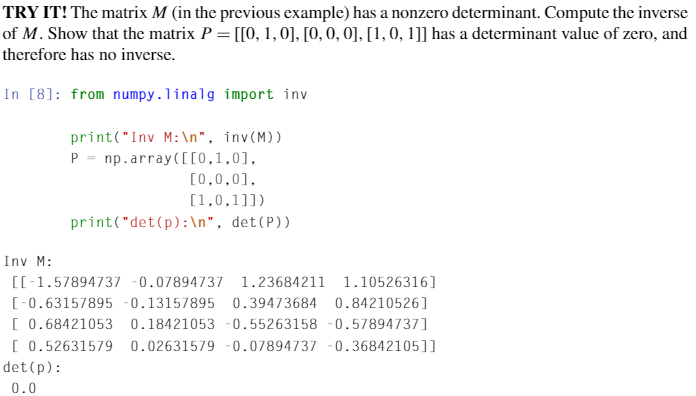 TRY IT! The matrix M (in the previous example) has a nonzero determinant. Compute the inverse
of M. Show that the matrix P = [[0, 1, 0], [0, 0, 0], [1, 0, 1]] has a determinant value of zero, and
therefore has no inverse.
In [8]: from numpy.linalg import inv
print("Inv M:\n", inv(M))
P = np.array([[0,1,0],
[0,0,0],
[1,0,1]])
print("det(p):\n", det(P))
Inv M:
[[-1.57894737 -0.07894737 1.23684211 1.10526316]
[-0.63157895 -0.13157895 0.39473684 0.84210526]
[ 0.68421053 0.18421053 -0.55263158 -0.57894737]
[ 0.52631579 0.02631579 -0.07894737 -0.36842105]]
det(p):
0.0